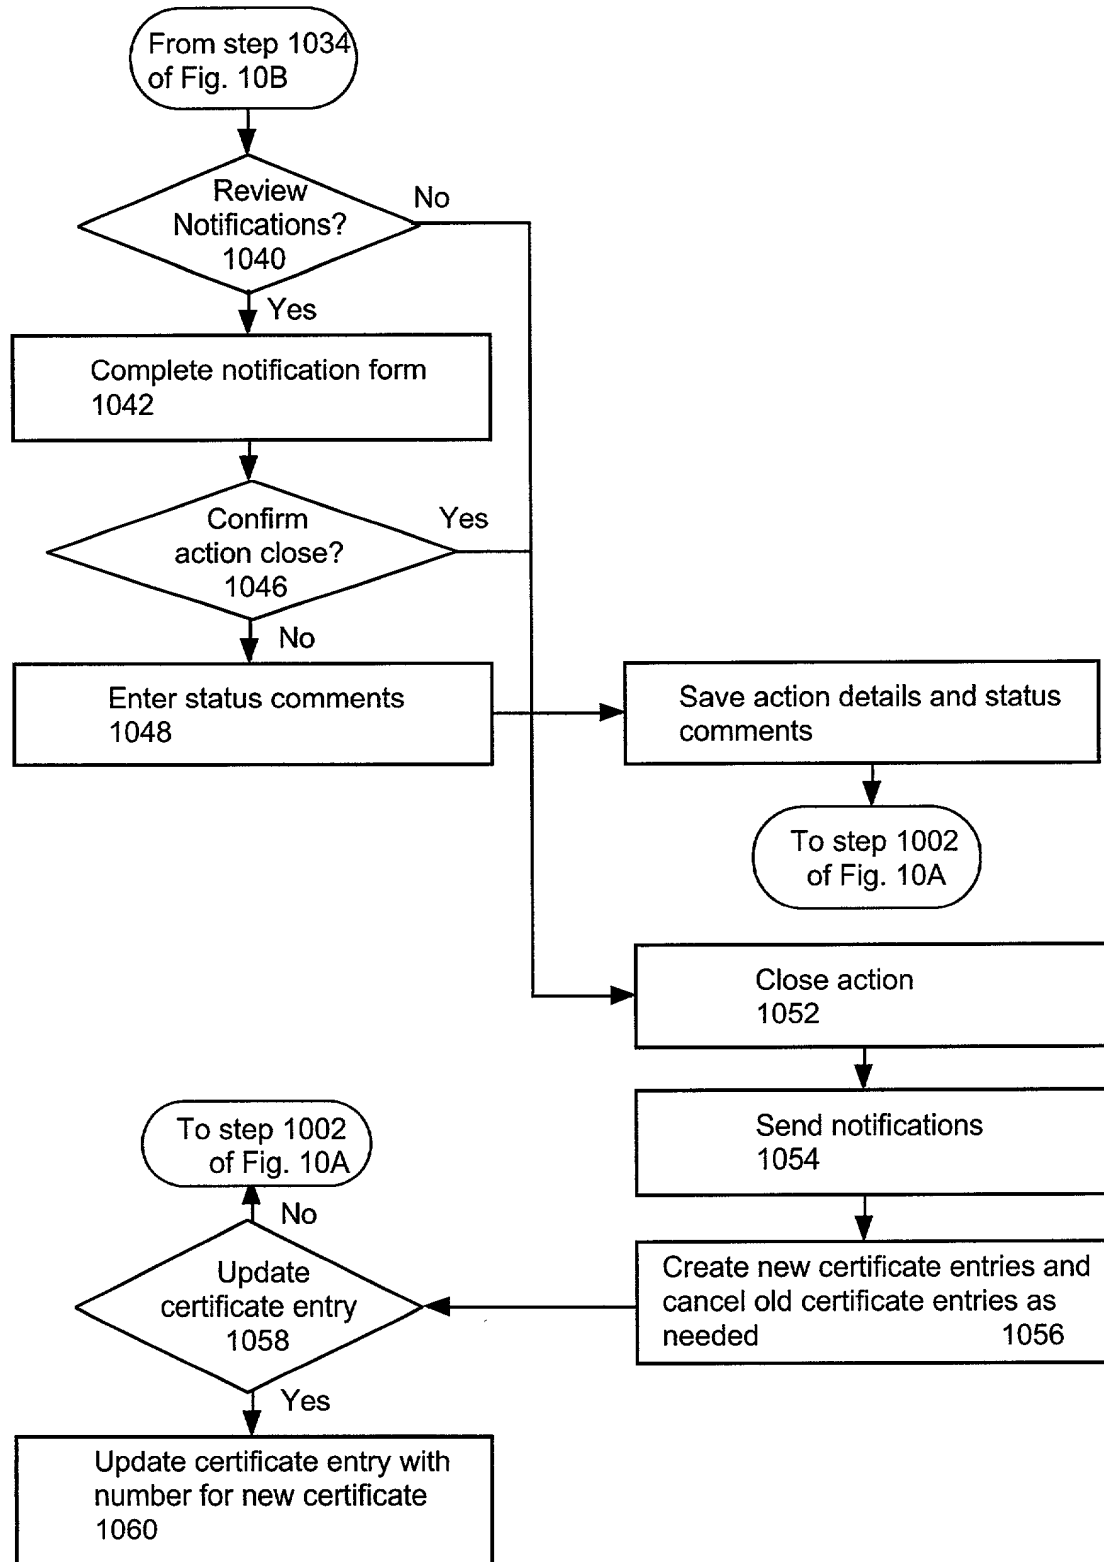 From step 1034
of Fig. 10B
Review
Notifications?
1040
No
Yes
Complete notification form
1042
Confirm
action close?
1046
Yes
No
Enter status comments
1048
Save action details and status
comments
To step 1002
of Fig. 10A
Close action
1052
Send notifications
1054
Create new certificate entries and
cancel old certificate entries as
needed 1056
To step 1002
of Fig. 10A
No
Update
certificate entry
1058
Yes
Update certificate entry with
number for new certificate
1060